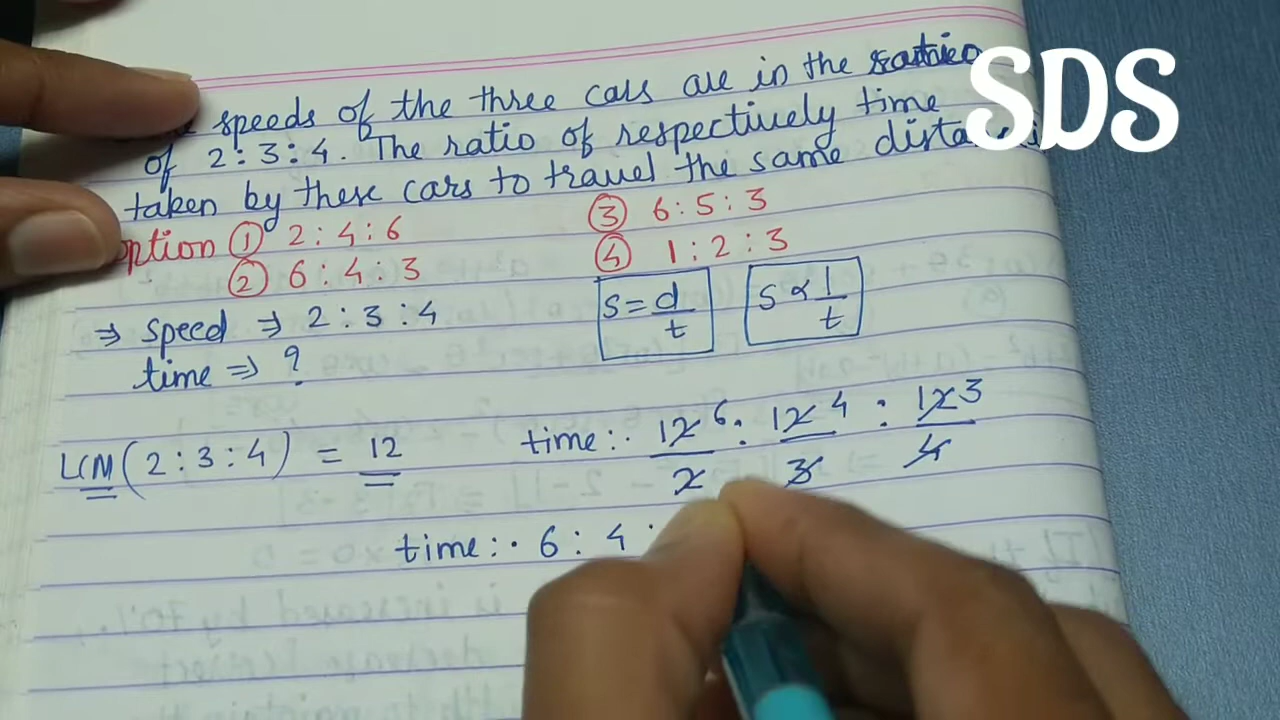 speeds of the three cars are in the ratio
SDS
of 2:3:4. The ratio of respectively time
taken by these cars to travel the same
option ① 2:4:6
③ 6:5:3
② 6:4:3
④ 1:2:3
⇒ speed ⇒ 2:3:4
S = d/t
S ∝ 1/t
time ⇒ ?
LCM (2:3:4) = 12
time:· 12/2 6 : 12/3 4 : 12/4 3
time:· 6 : 4 :